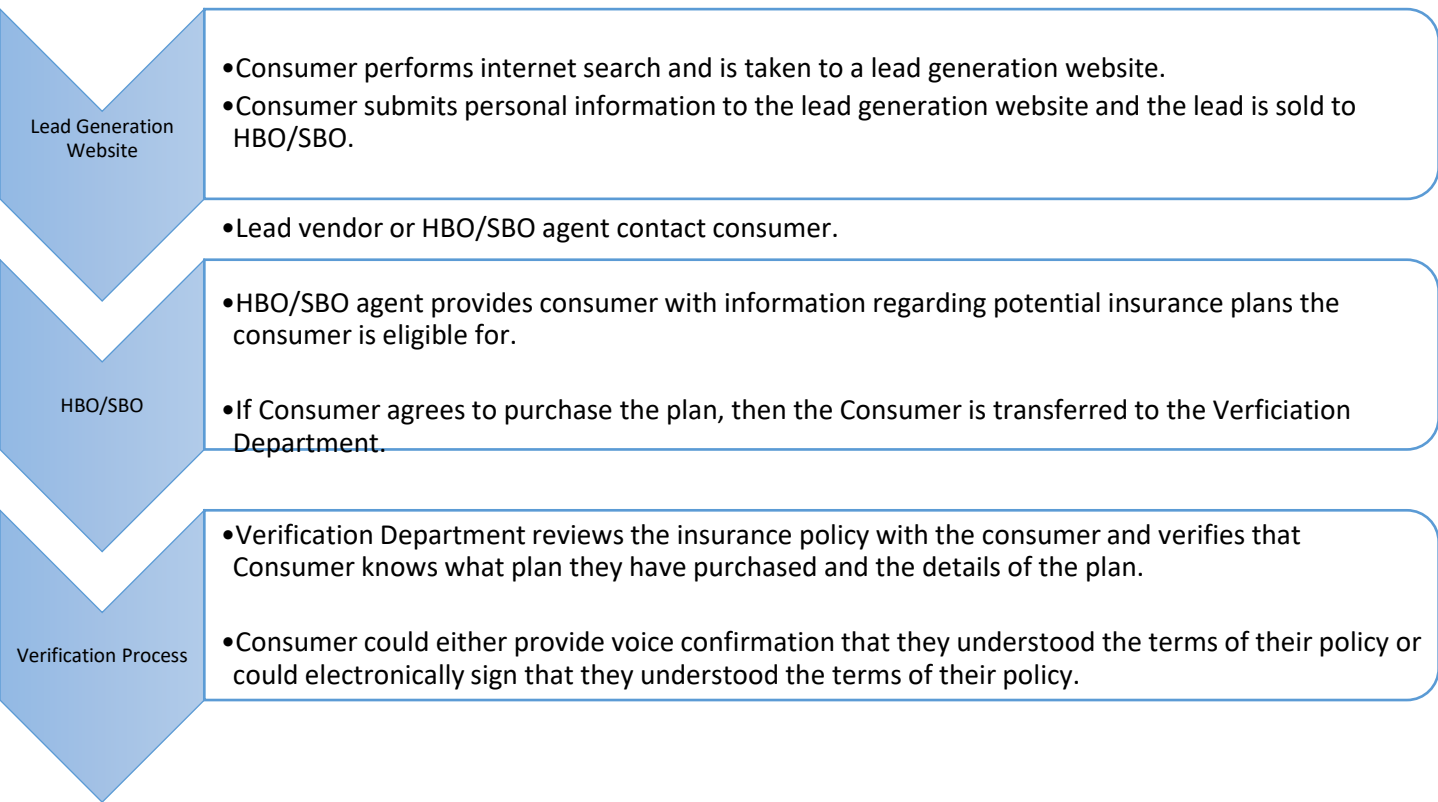 Lead Generation
Website
•Consumer performs internet search and is taken to a lead generation website.
•Consumer submits personal information to the lead generation website and the lead is sold to
HBO/SBO.
•Lead vendor or HBO/SBO agent contact consumer.
HBO/SBO
•HBO/SBO agent provides consumer with information regarding potential insurance plans the
consumer is eligible for.
•If Consumer agrees to purchase the plan, then the Consumer is transferred to the Verficiation
Department.
Verification Process
•Verification Department reviews the insurance policy with the consumer and verifies that
Consumer knows what plan they have purchased and the details of the plan.
•Consumer could either provide voice confirmation that they understood the terms of their policy or
could electronically sign that they understood the terms of their policy.